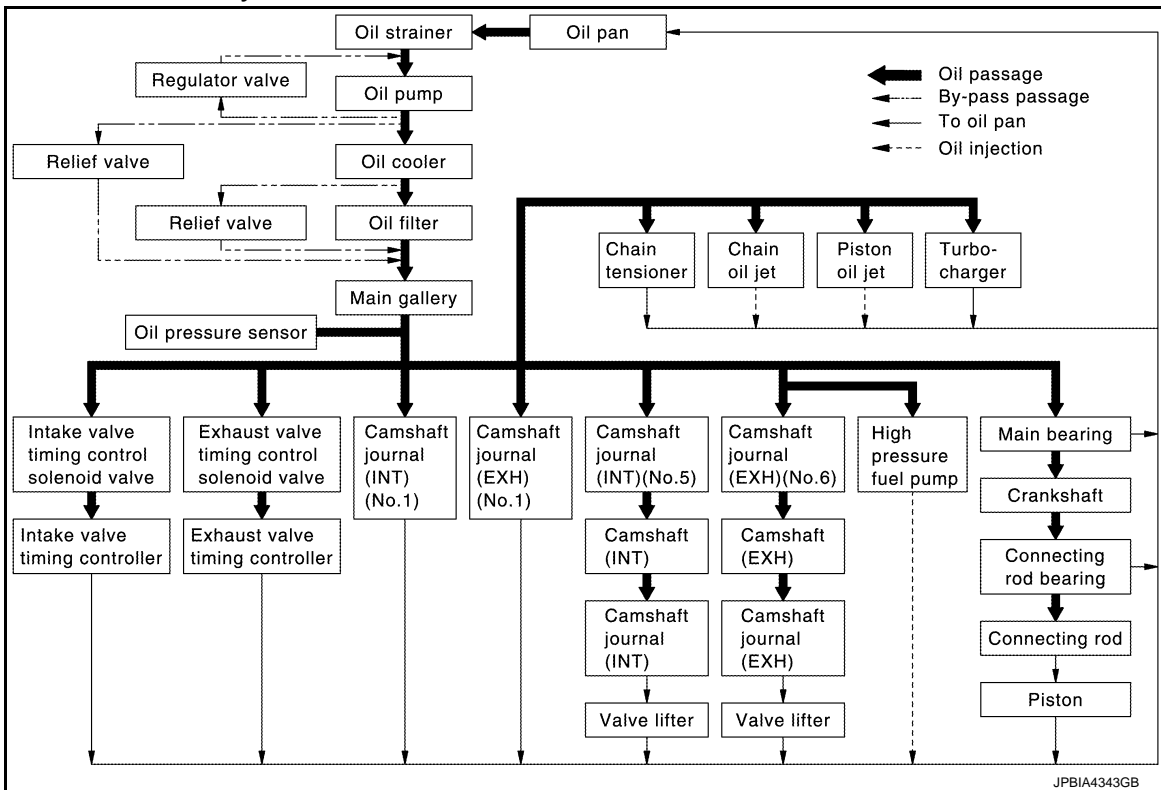 Oil strainer
Oil pan
Regulator valve
Oil pump
Relief valve
Oil cooler
Relief valve
Oil filter
Main gallery
Oil pressure sensor
Oil passage
By-pass passage
To oil pan
Oil injection
Chain
tensioner
Chain
oil jet
Piston
oil jet
Turbo-
charger
Intake valve
timing control
solenoid valve
Exhaust valve
timing control
solenoid valve
Camshaft
journal
(INT)
(No.1)
Camshaft
journal
(EXH)
(No.1)
Camshaft
journal
(INT)(No.5)
Camshaft
journal
(EXH)(No.6)
High
pressure
fuel pump
Main bearing
Crankshaft
Intake valve
timing controller
Exhaust valve
timing controller
Camshaft
(INT)
Camshaft
(EXH)
Connecting
rod bearing
Camshaft
journal
(INT)
Camshaft
journal
(EXH)
Connecting rod
Piston
Valve lifter
Valve lifter
JPBIA4343GB